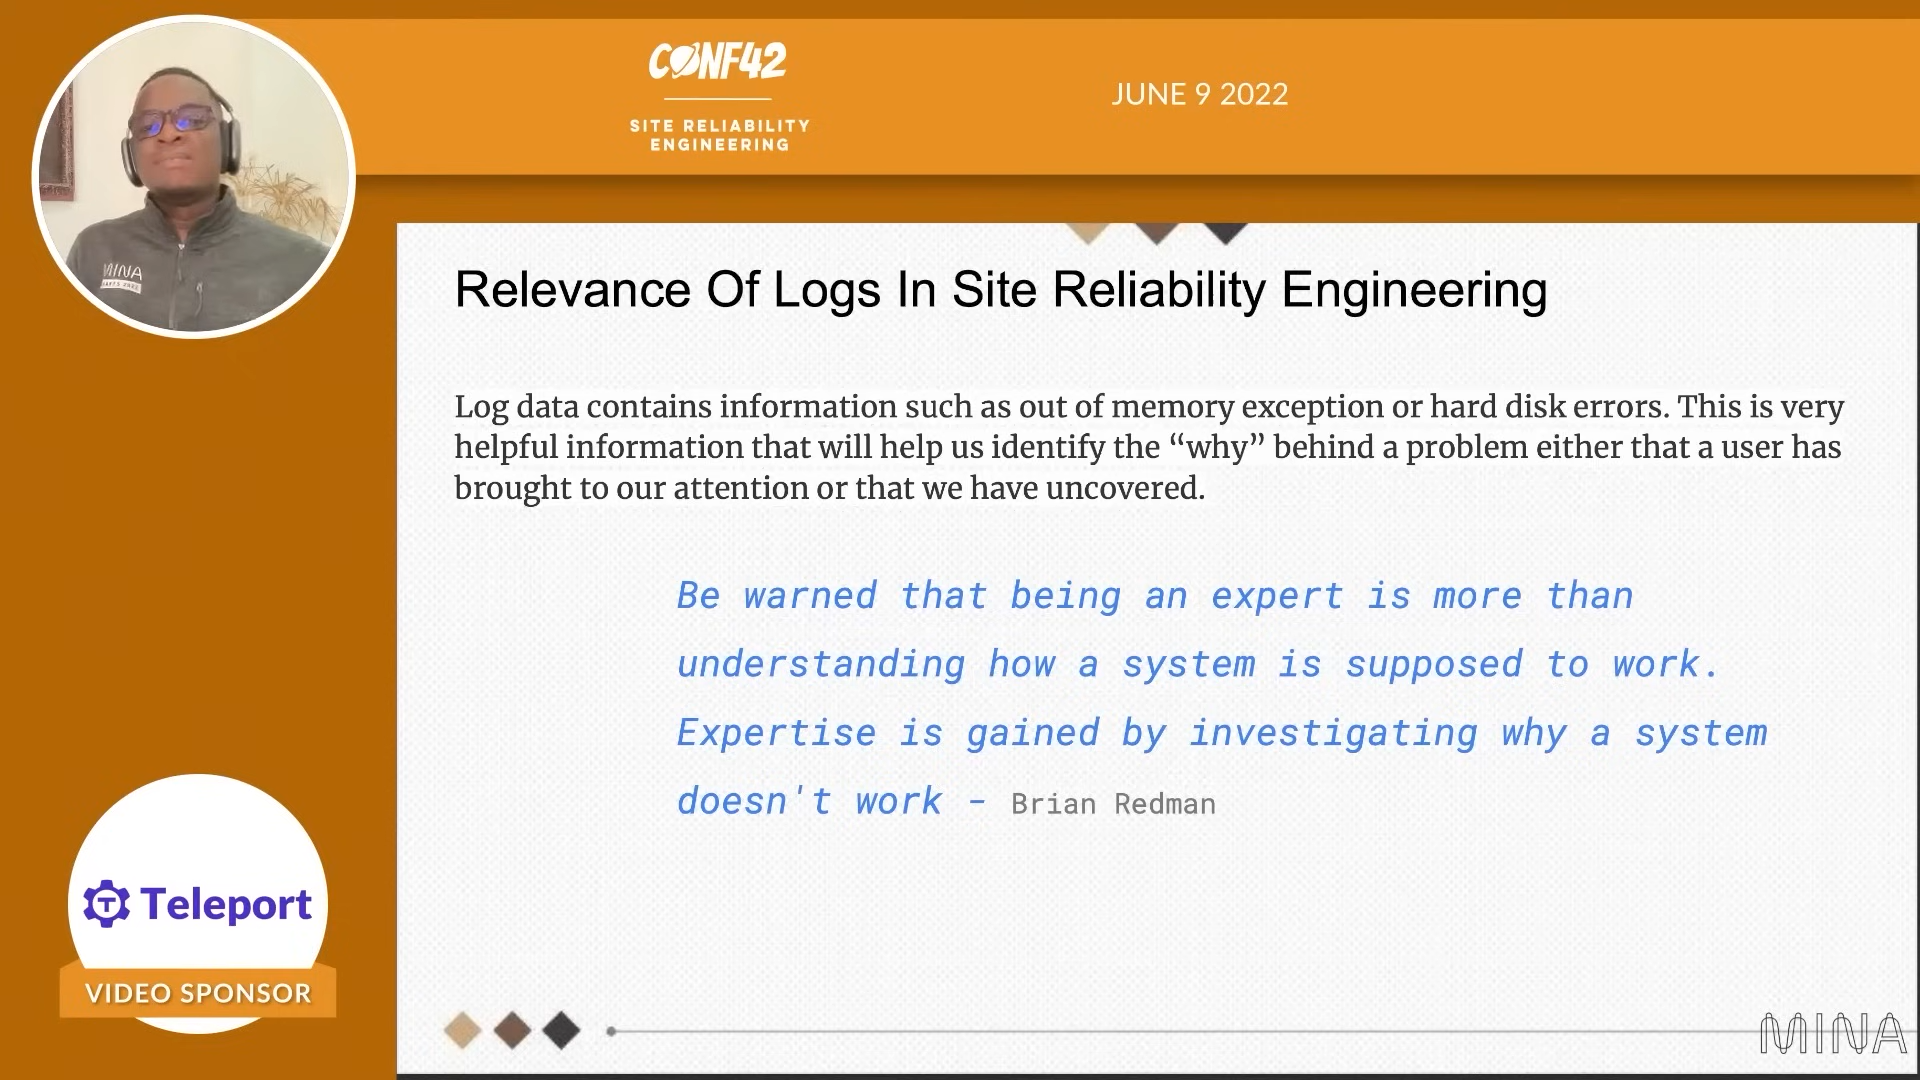 CONF42
SITE RELIABILITY
ENGINEERING
JUNE 9 2022
MINA
Relevance Of Logs In Site Reliability Engineering
Log data contains information such as out of memory exception or hard disk errors. This is very
helpful information that will help us identify the “why” behind a problem either that a user has
brought to our attention or that we have uncovered.
Be warned that being an expert is more than
understanding how a system is supposed to work.
Expertise is gained by investigating why a system
doesn't work - Brian Redman
Teleport
VIDEO SPONSOR
MINA